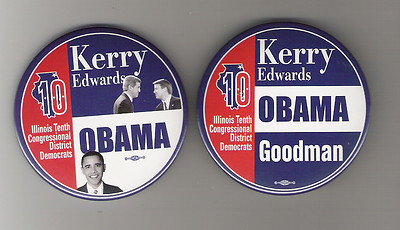 Kerry
Edwards
10
Illinois Tenth
Congressional
District
Democrats
OBAMA
Kerry
Edwards
10
Illinois Tenth
Congressional
District
Democrats
OBAMA
Goodman